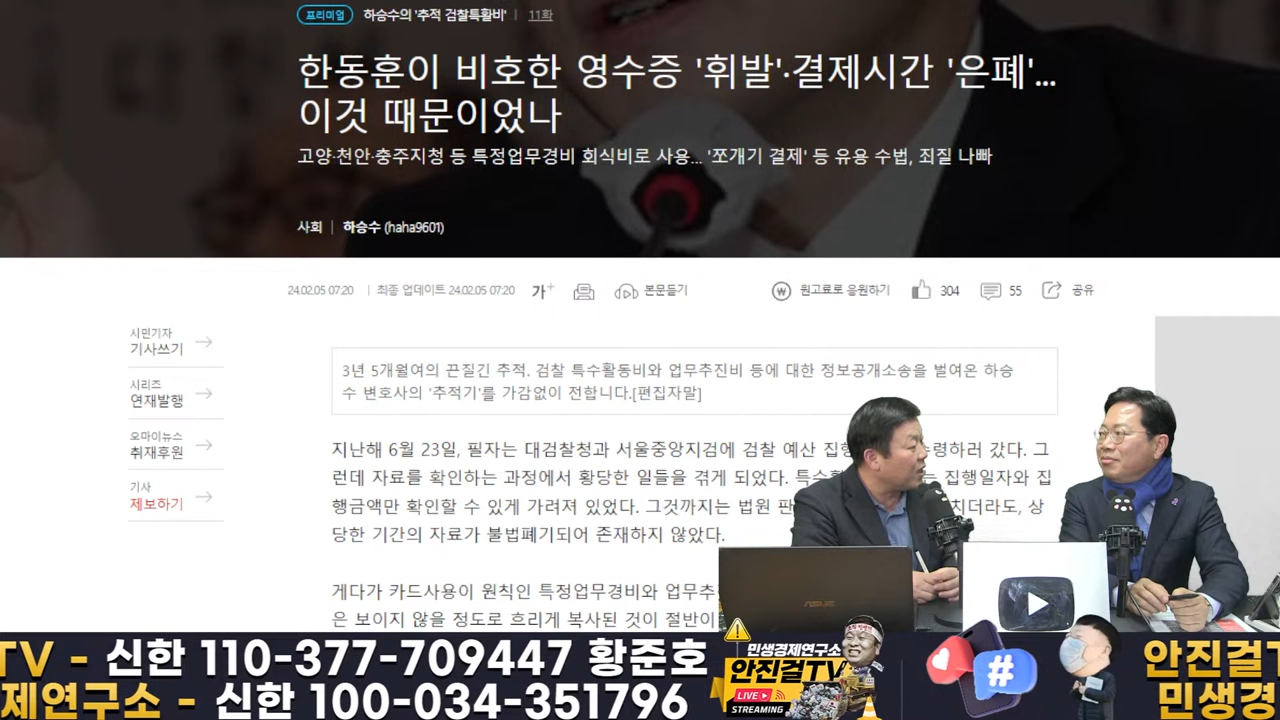 프리미엄 하승수의 '추적 검찰특활비' | 11화
한동훈이 비호한 영수증 '휘발'·결제시간 '은폐'...
이것 때문이었나
고양·천안·충주지청 등 특정업무경비 회식비로 사용... '쪼개기 결제' 등 유용 수법, 죄질 나빠
사회 | 하승수 (haha9601)
24.02.05 07:20 | 최종 업데이트 24.02.05 07:20 가+ 본문듣기 원고료로 응원하기 304 55 공유
시민기자
기사쓰기
시리즈
연재발행
오마이뉴스
취재후원
기사
제보하기
3년 5개월여의 끈질긴 추적. 검찰 특수활동비와 업무추진비 등에 대한 정보공개소송을 벌여온 하승
수 변호사의 '추적기'를 가감없이 전합니다.[편집자말]
지난해 6월 23일, 필자는 대검찰청과 서울중앙지검에 검찰 예산 집행 수령하러 갔다. 그
런데 자료를 확인하는 과정에서 황당한 일들을 겪게 되었다. 특수 는 집행일자와 집
행금액만 확인할 수 있게 가려져 있었다. 그것까지는 법원 판 치더라도, 상
당한 기간의 자료가 불법폐기되어 존재하지 않았다.
게다가 카드사용이 원칙인 특정업무경비와 업무추
은 보이지 않을 정도로 흐리게 복사된 것이 절반이
ASUS
TV - 신한 110-377-709447 황준호
제연구소 - 신한 100-034-351796
민생경제연구소
안진걸TV
LIVE
STREAMING
#
안진걸T
민생경